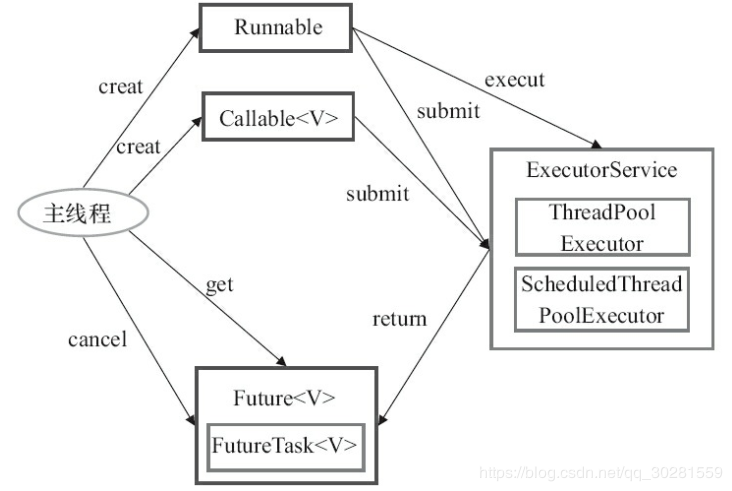 Runnable
execut
creat
submit
Callable<V>
creat
ExecutorService
submit
主线程
ThreadPool
Executor
get
ScheduledThread
PoolExecutor
return
cancel
Future<V>
FutureTask<V>
https://blog.csdn.net/qq_30281559